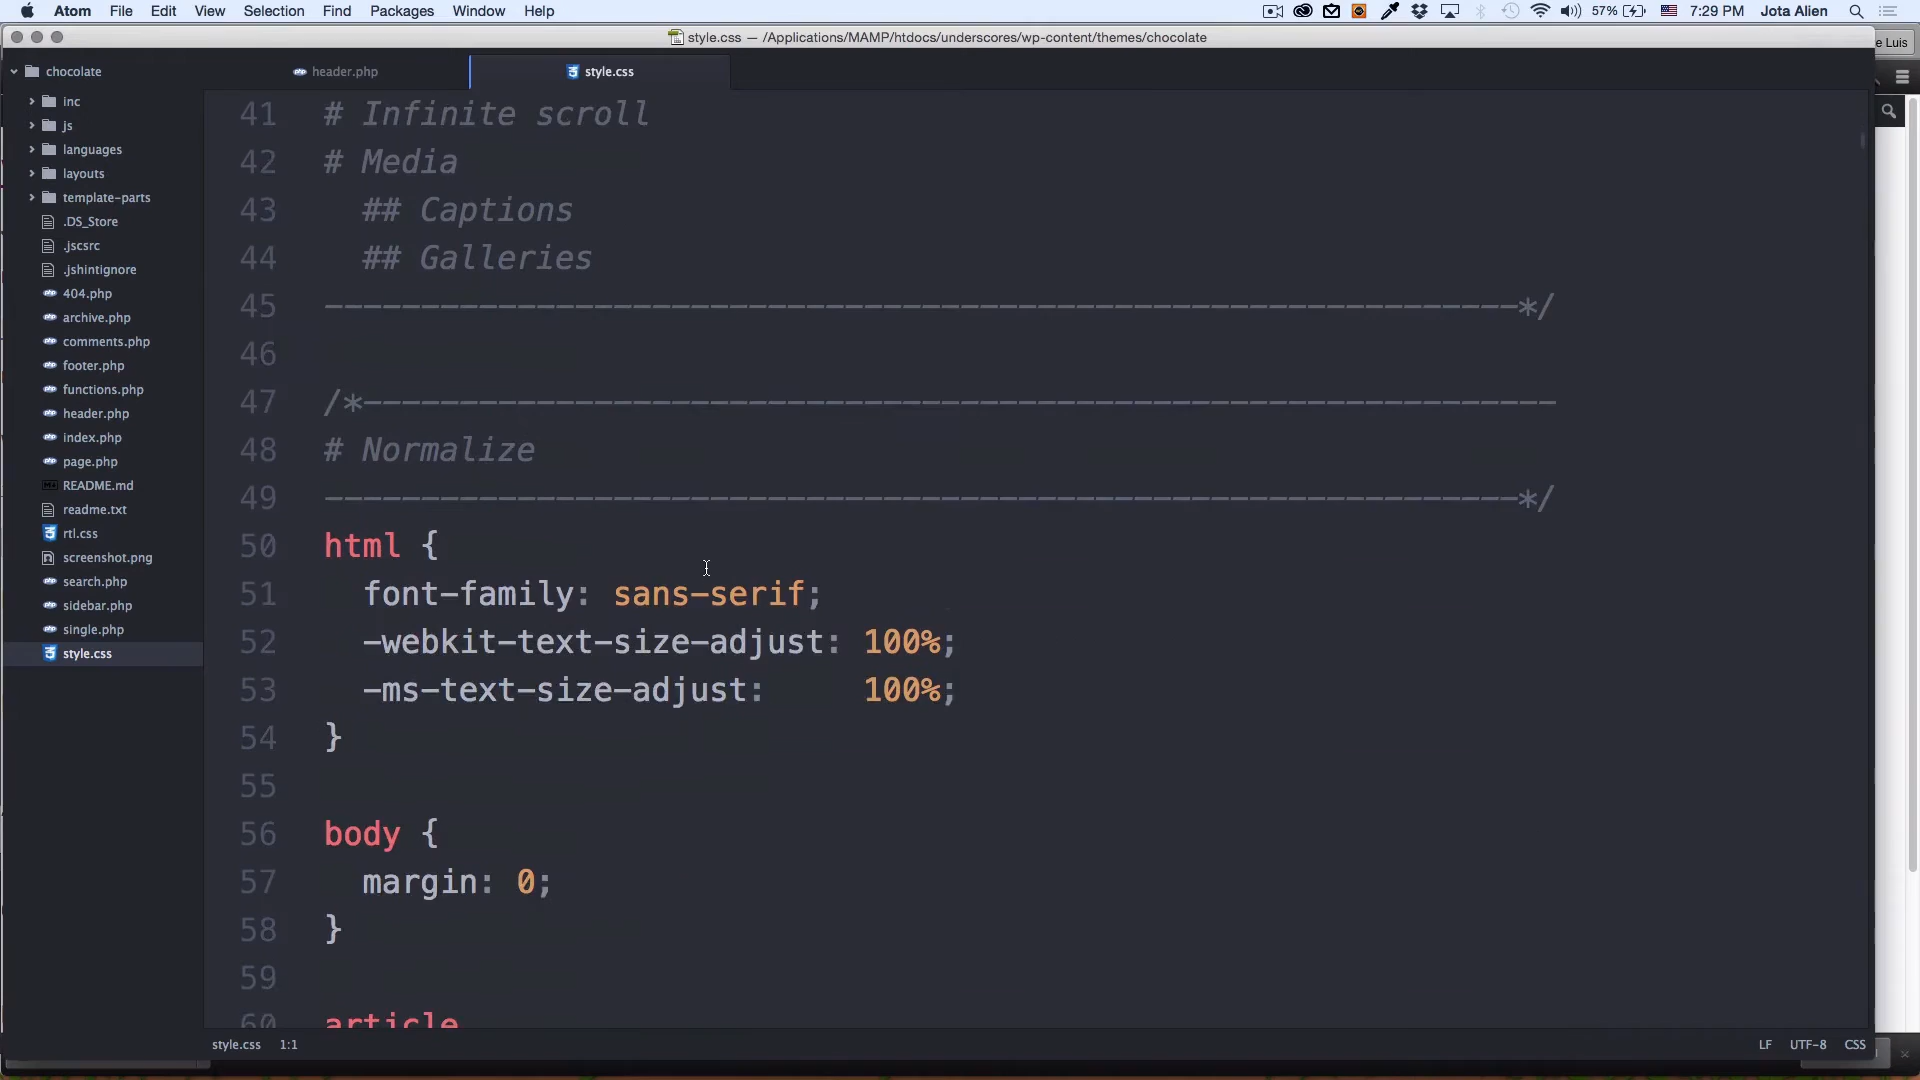 Atom File Edit View Selection Find Packages Window Help 57% 7:29 PM Jota Alien
style.css — /Applications/MAMP/htdocs/underscores/wp-content/themes/chocolate
e Luis
chocolate
inc
js
languages
layouts
template-parts
.DS_Store
.jscsrc
.jshintignore
404.php
archive.php
comments.php
footer.php
functions.php
header.php
index.php
page.php
README.md
readme.txt
rtl.css
screenshot.png
search.php
sidebar.php
single.php
style.css
header.php style.css
41 # Infinite scroll
42 # Media
43 ## Captions
44 ## Galleries
45 --------------------------------------------------------------*/
46
47 /*--------------------------------------------------------------
48 # Normalize
49 --------------------------------------------------------------*/
50 html {
51 font-family: sans-serif;
52 -webkit-text-size-adjust: 100%;
53 -ms-text-size-adjust: 100%;
54 }
55
56 body {
57 margin: 0;
58 }
59
60 article
style.css 1:1 LF UTF-8 CSS